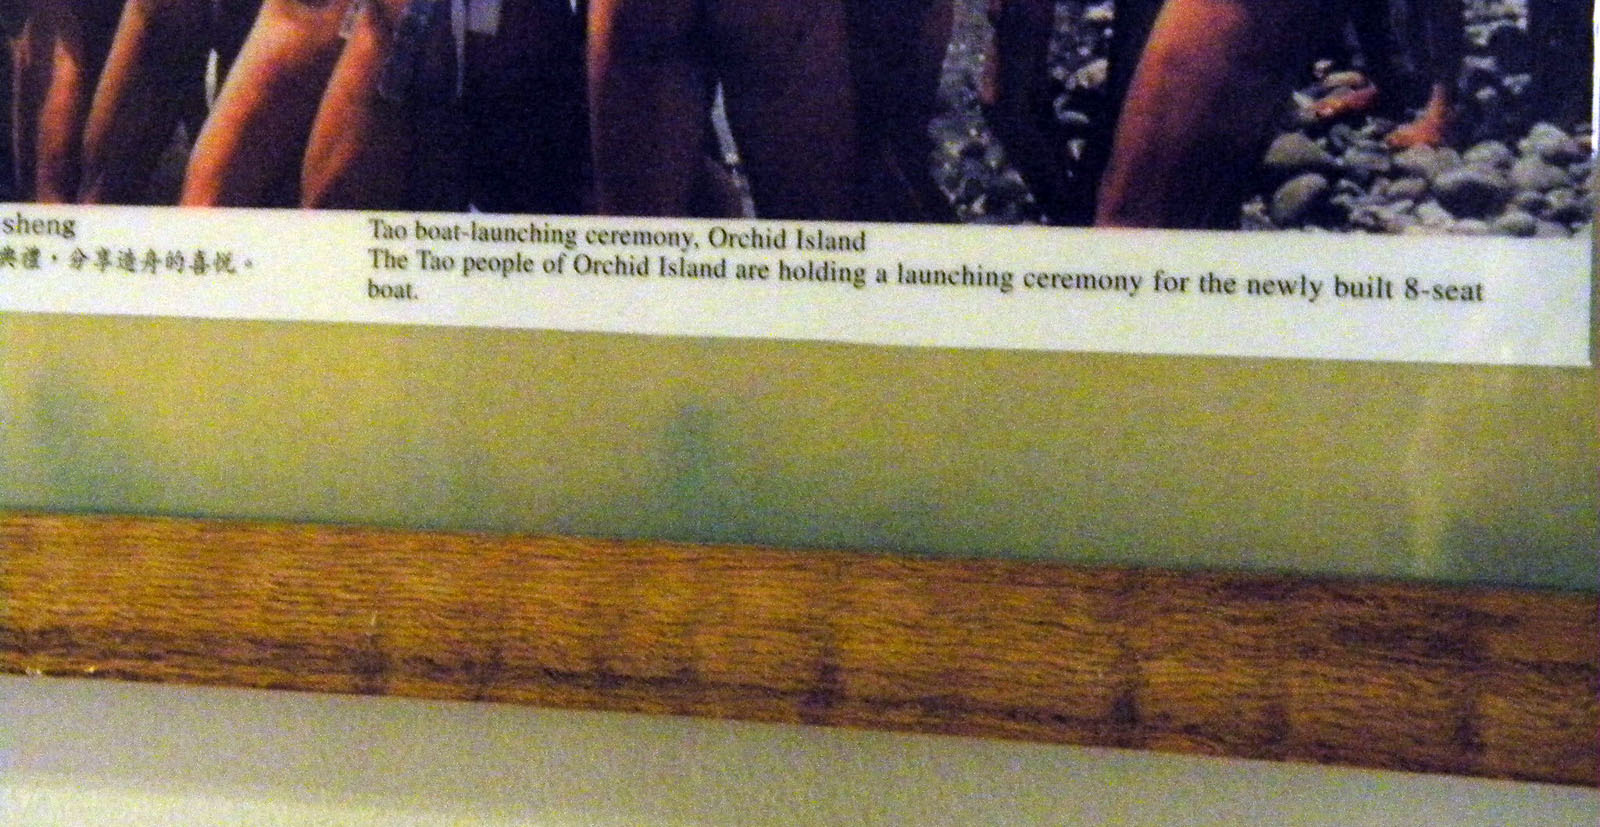 sheng
典禮，分享造舟的喜悅。
Tao boat-launching ceremony, Orchid Island
The Tao people of Orchid Island are holding a launching ceremony for the newly built 8-seat
boat.